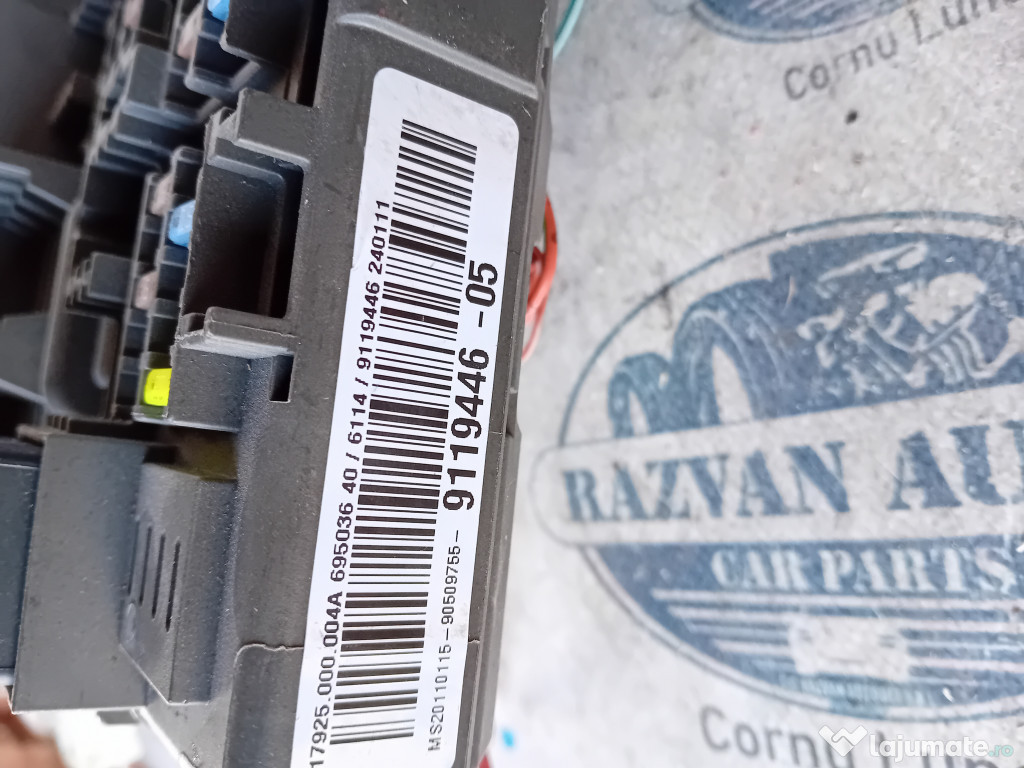 17925.000.004A 695036 40 / 6114 / 9119446 240111
MS20110115-90509755- 9119446 -05
Cornu Lun
RAZVAN AU
CAR PARTS
Cornu
lajumate.ro